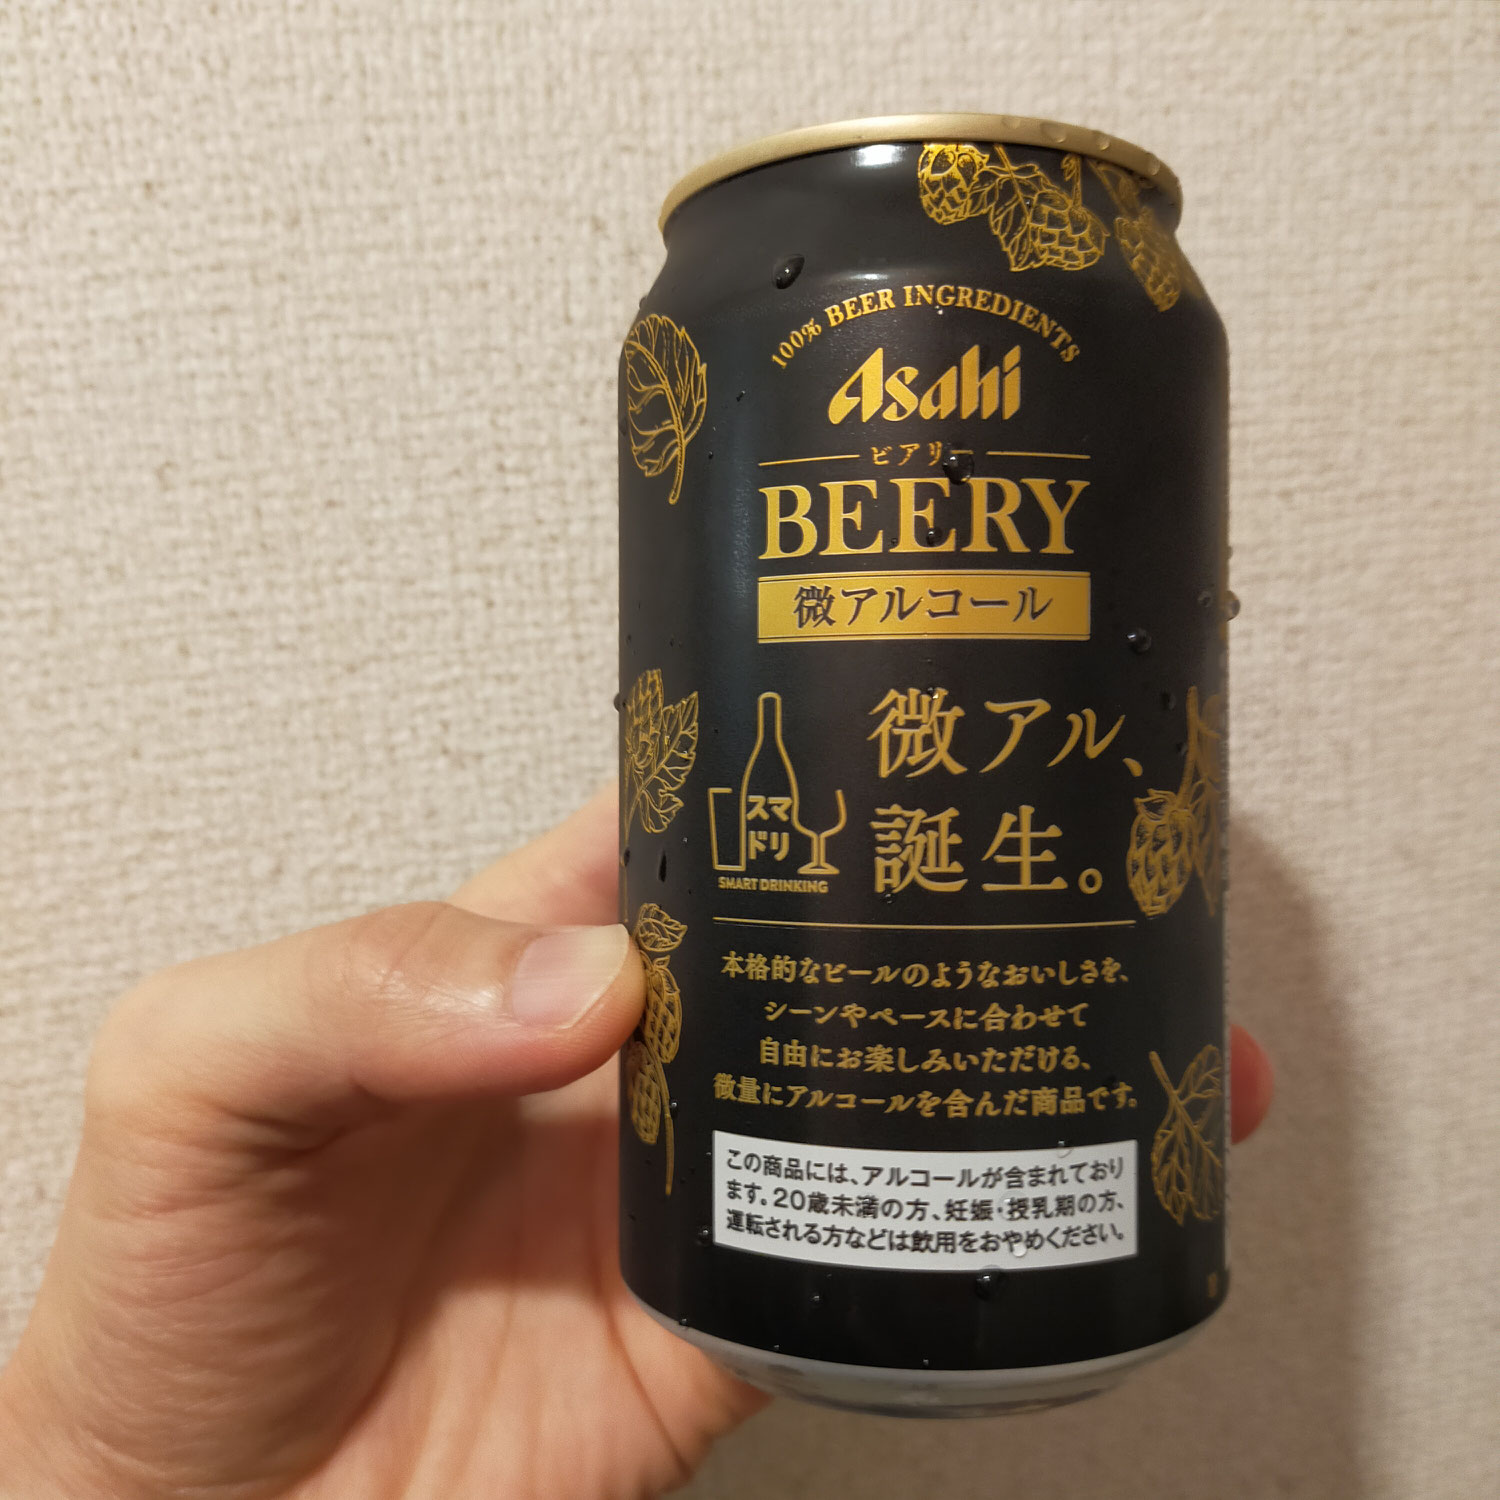 100% BEER INGREDIENTS
Asahi
ビアリー
BEERY
微アルコール
微アル、
誕生。
スマ
ドリ
SMART DRINKING
本格的なビールのようなおいしさを、
シーンやペースに合わせて
自由にお楽しみいただける、
微量にアルコールを含んだ商品です。
この商品には、アルコールが含まれており
ます。20歳未満の方、妊娠・授乳期の方、
運転される方などは飲用をおやめください。